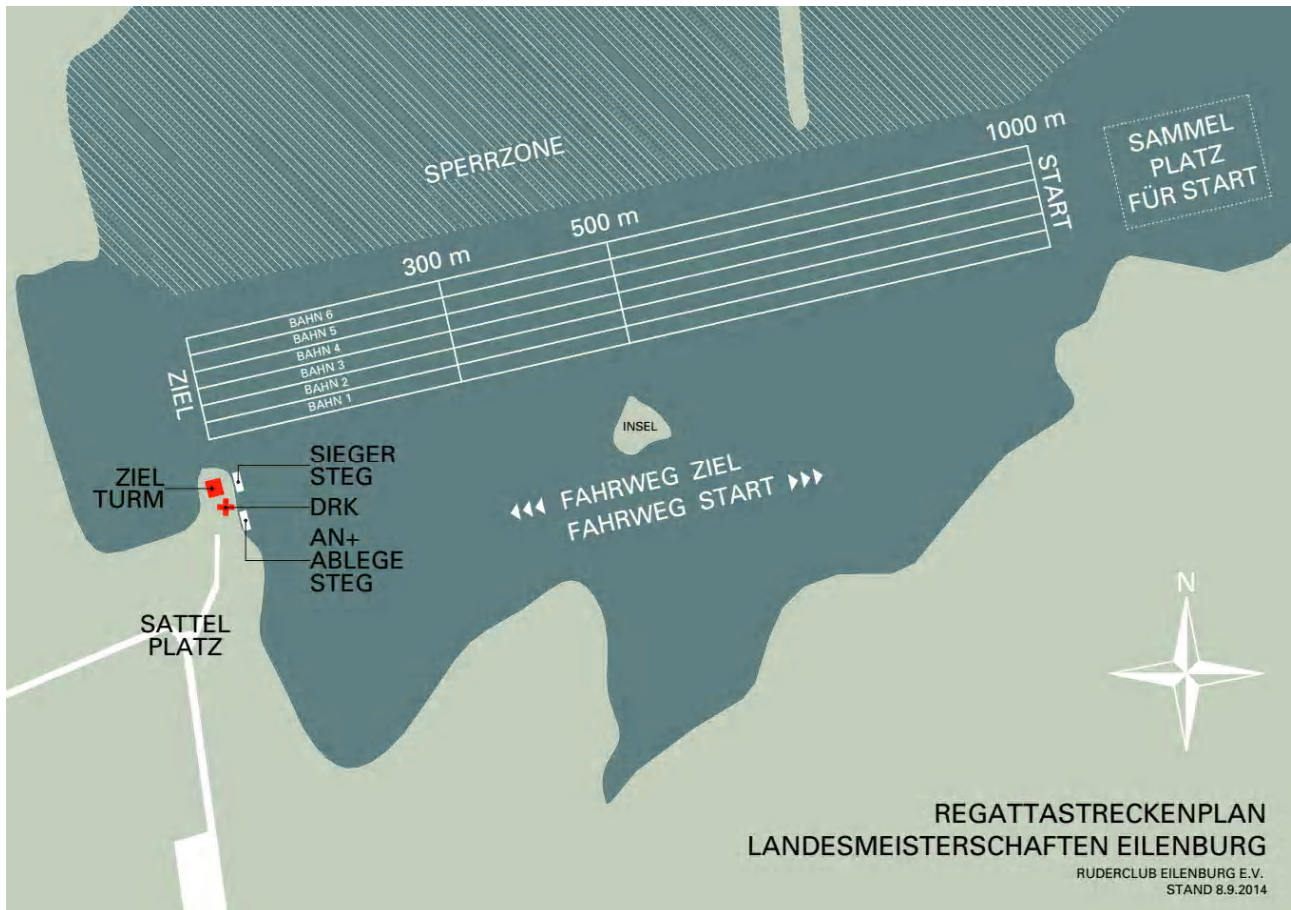 SPERRZONE
1000 m
500 m
300 m
START
SAMMEL
PLATZ
FÜR START
ZIEL
BAHN 6
BAHN 5
BAHN 4
BAHN 3
BAHN 2
BAHN 1
INSEL
FAHRWEG ZIEL
FAHRWEG START
ZIEL
TURM
SIEGER
STEG
DRK
AN+
ABLEGE
STEG
SATTEL
PLATZ
N
REGATTASTRECKENPLAN
LANDESMEISTERSCHAFTEN EILENBURG
RUDERCLUB EILENBURG E.V.
STAND 8.9.2014